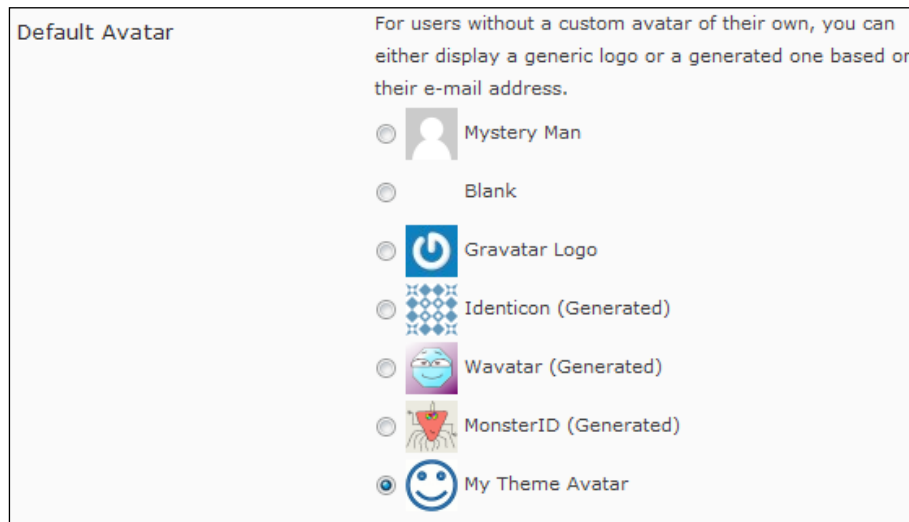 Default Avatar
For users without a custom avatar of their own, you can
either display a generic logo or a generated one based or
their e-mail address.
Mystery Man
Blank
Gravatar Logo
Identicon (Generated)
Wavatar (Generated)
MonsterID (Generated)
My Theme Avatar